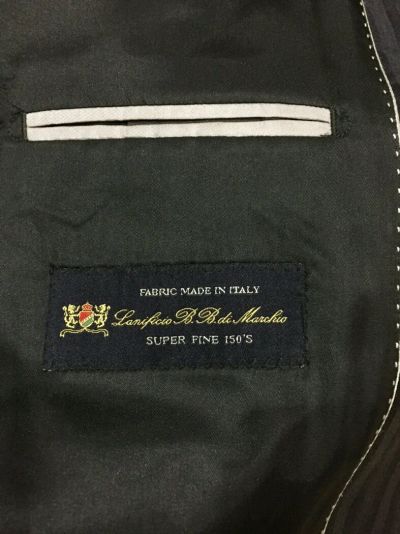 FABRIC MADE IN ITALY
Lanificio B.B. di Marchio
SUPER FINE 150'S